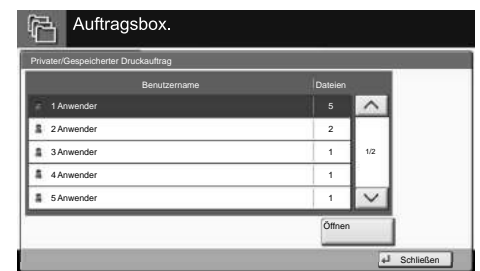 Auftragsbox.
Privater/Gespeicherter Druckauftrag
Benutzername Dateien
1 Anwender 5
2 Anwender 2
3 Anwender 1
1/2
4 Anwender 1
5 Anwender 1
Öffnen
Schließen